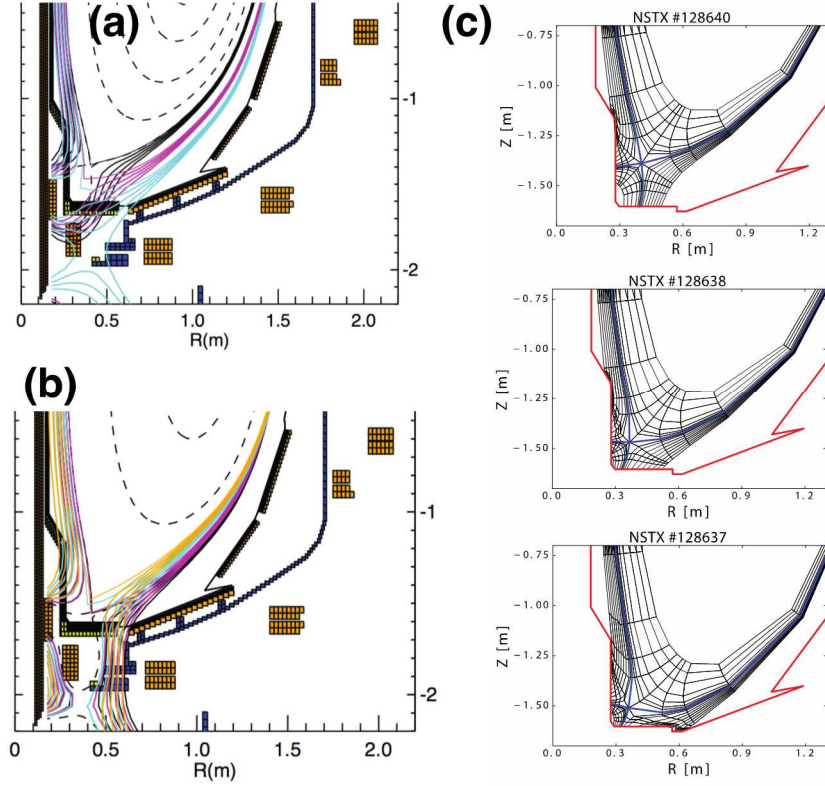 (a)
-1
-2
0 0.5 1.0 1.5 2.0
R(m)
(b)
-1
-2
0 0.5 1.0 1.5 2.0
R(m)
(c)
NSTX #128640
-0.75
-1.00
-1.25
-1.50
Z [m]
0.0 0.3 0.6 0.9 1.2
R [m]
NSTX #128638
-0.75
-1.00
-1.25
-1.50
Z [m]
0.0 0.3 0.6 0.9 1.2
R [m]
NSTX #128637
-0.75
-1.00
-1.25
-1.50
Z [m]
0.0 0.3 0.6 0.9 1.2
R [m]